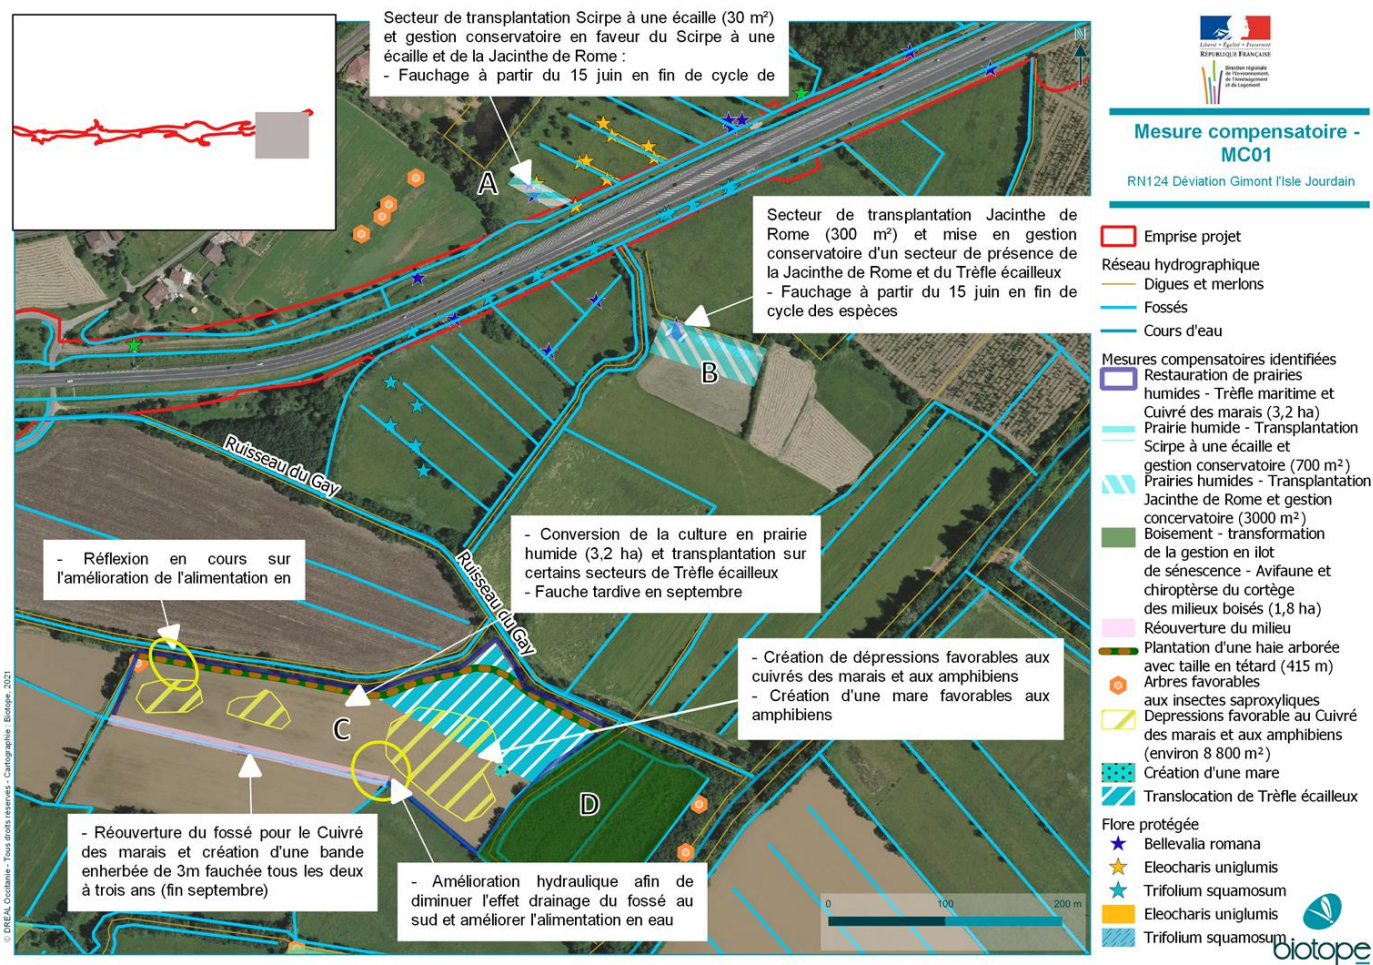 Secteur de transplantation Scirpe à une écaille (30 m²)
et gestion conservatoire en faveur du Scirpe à une
écaille et de la Jacinthe de Rome :
- Fauchage à partir du 15 juin en fin de cycle de
N
A
Secteur de transplantation Jacinthe de
Rome (300 m²) et mise en gestion
conservatoire d'un secteur de présence de
la Jacinthe de Rome et du Trèfle écailleux
- Fauchage à partir du 15 juin en fin de
cycle des espèces
B
Ruisseau du Gay
- Réflexion en cours sur
l'amélioration de l'alimentation en
- Conversion de la culture en prairie
humide (3,2 ha) et transplantation sur
certains secteurs de Trèfle écailleux
- Fauche tardive en septembre
Ruisseau du Gay
- Création de dépressions favorables aux
cuivrés des marais et aux amphibiens
- Création d'une mare favorables aux
amphibiens
C
D
- Réouverture du fossé pour le Cuivré
des marais et création d'une bande
enherbée de 3m fauchée tous les deux
à trois ans (fin septembre)
- Amélioration hydraulique afin de
diminuer l'effet drainage du fossé au
sud et améliorer l'alimentation en eau
0 100 200 m
© DREAL Occitanie - Tous droits réservés - Cartographie : Biotope, 2021
Liberté • Égalité • Fraternité
RÉPUBLIQUE FRANÇAISE
Direction régionale
de l'Environnement,
de l'Aménagement
et du Logement
Mesure compensatoire -
MC01
RN124 Déviation Gimont l'Isle Jourdain
Emprise projet
Réseau hydrographique
Digues et merlons
Fossés
Cours d'eau
Mesures compensatoires identifiées
Restauration de prairies
humides - Trèfle maritime et
Cuivré des marais (3,2 ha)
Prairie humide - Transplantation
Scirpe à une écaille et
gestion conservatoire (700 m²)
Prairies humides - Transplantation
Jacinthe de Rome et gestion
concervatoire (3000 m²)
Boisement - transformation
de la gestion en ilot
de sénescence - Avifaune et
chiroptèrse du cortège
des milieux boisés (1,8 ha)
Réouverture du milieu
Plantation d'une haie arborée
avec taille en tétard (415 m)
Arbres favorables
aux insectes saproxyliques
Depressions favorable au Cuivré
des marais et aux amphibiens
(environ 8 800 m²)
Création d'une mare
Translocation de Trèfle écailleux
Flore protégée
Bellevalia romana
Eleocharis uniglumis
Trifolium squamosum
Eleocharis uniglumis
Trifolium squamosum
biotope